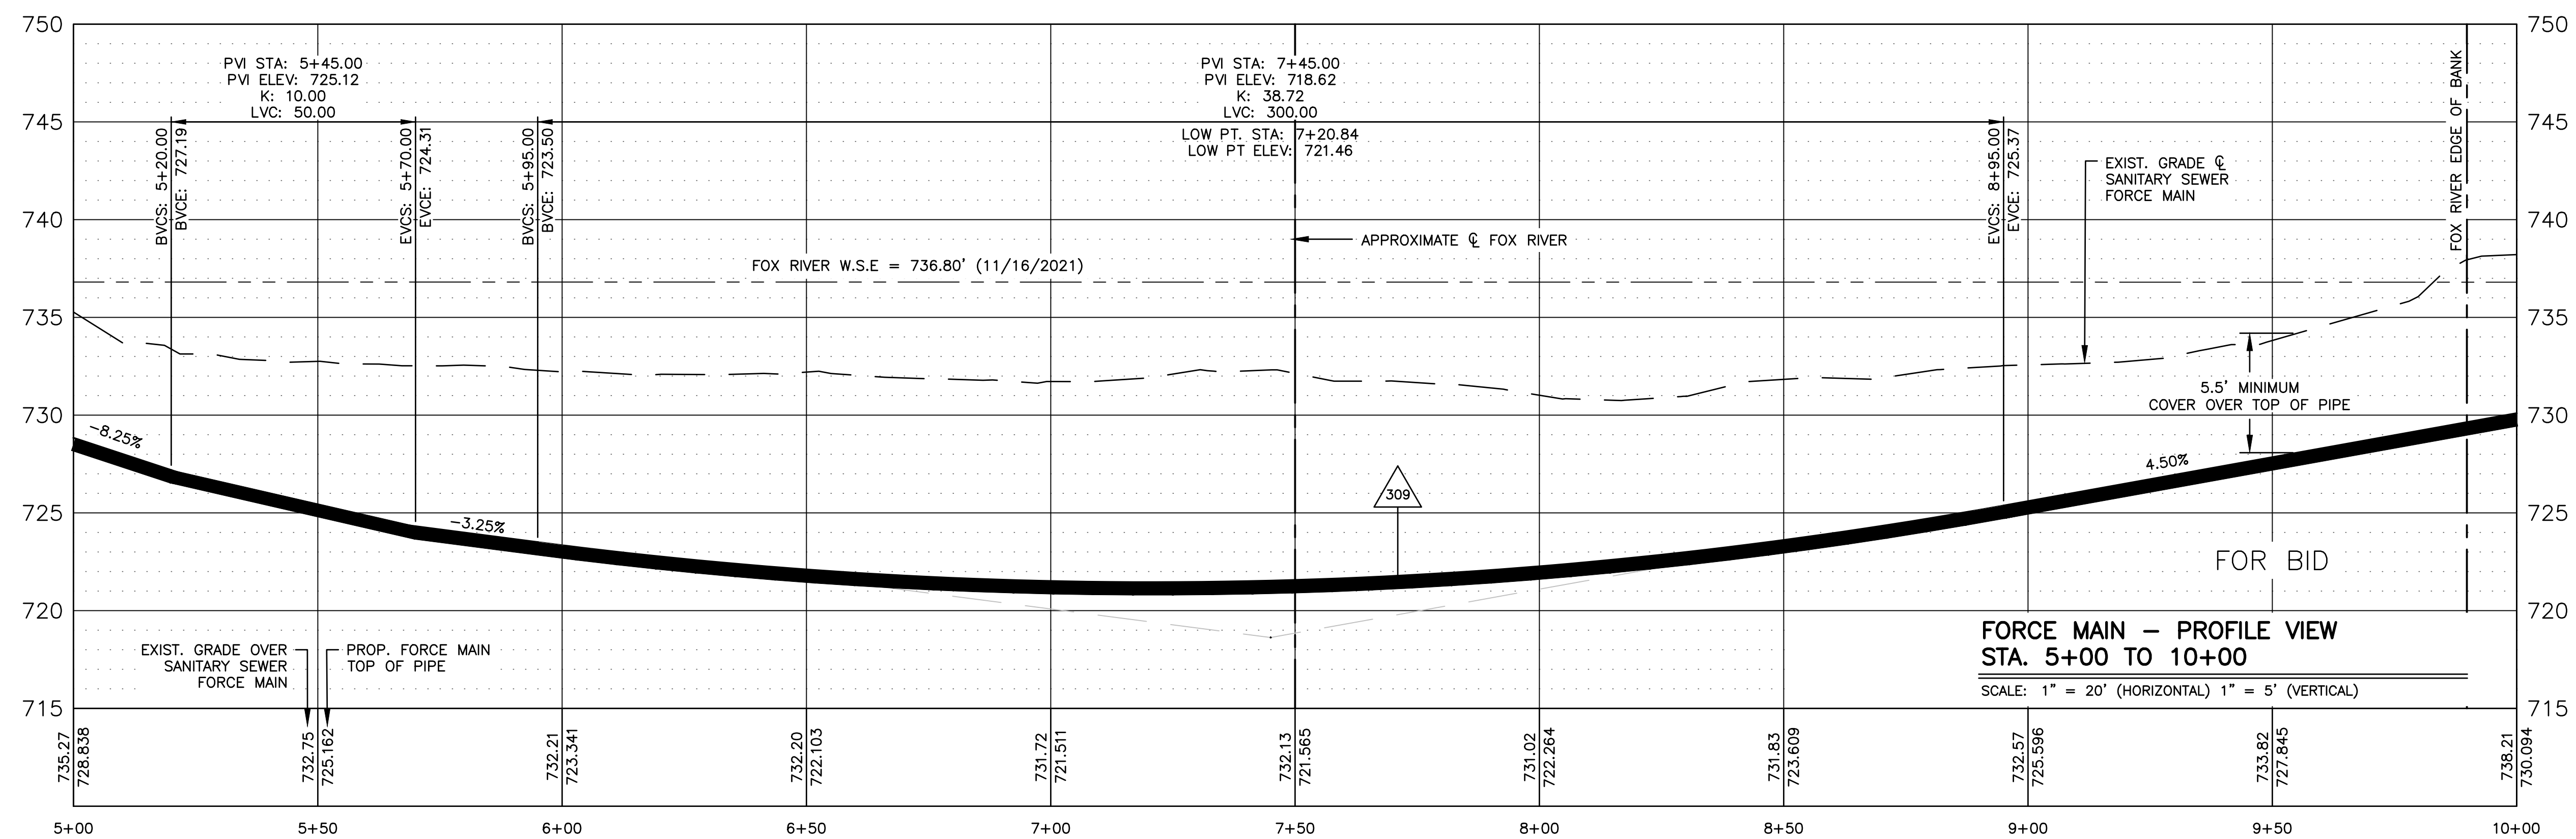 750
745
740
735
730
725
720
715
750
745
740
735
730
725
720
715
PVI STA: 5+45.00
PVI ELEV: 725.12
K: 10.00
LVC: 50.00
BVCS: 5+20.00
BVCE: 727.19
EVCS: 5+70.00
EVCE: 724.31
BVCS: 5+95.00
BVCE: 723.50
PVI STA: 7+45.00
PVI ELEV: 718.62
K: 38.72
LVC: 300.00
LOW PT. STA: 7+20.84
LOW PT ELEV: 721.46
EVCS: 8+95.00
EVCE: 725.37
EXIST. GRADE ℄
SANITARY SEWER
FORCE MAIN
FOX RIVER EDGE OF BANK
APPROXIMATE ℄ FOX RIVER
FOX RIVER W.S.E = 736.80' (11/16/2021)
5.5' MINIMUM
COVER OVER TOP OF PIPE
-8.25%
-3.25%
4.50%
309
FOR BID
EXIST. GRADE OVER
SANITARY SEWER
FORCE MAIN
PROP. FORCE MAIN
TOP OF PIPE
FORCE MAIN - PROFILE VIEW
STA. 5+00 TO 10+00
SCALE: 1" = 20' (HORIZONTAL) 1" = 5' (VERTICAL)
735.27
728.838
732.75
725.162
732.21
723.341
732.20
722.103
731.72
721.511
732.13
721.565
731.02
722.264
731.83
723.609
732.57
725.596
733.82
727.845
738.21
730.094
5+00
5+50
6+00
6+50
7+00
7+50
8+00
8+50
9+00
9+50
10+00